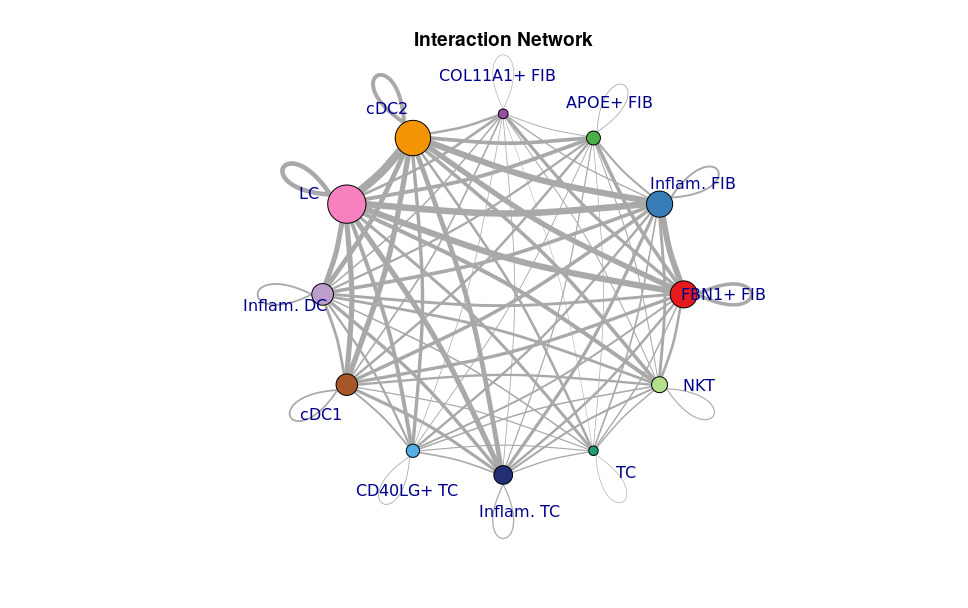 Interaction Network
COL11A1+ FIB
APOE+ FIB
cDC2
Inflam. FIB
LC
FBN1+ FIB
Inflam. DC
NKT
cDC1
TC
CD40LG+ TC
Inflam. TC